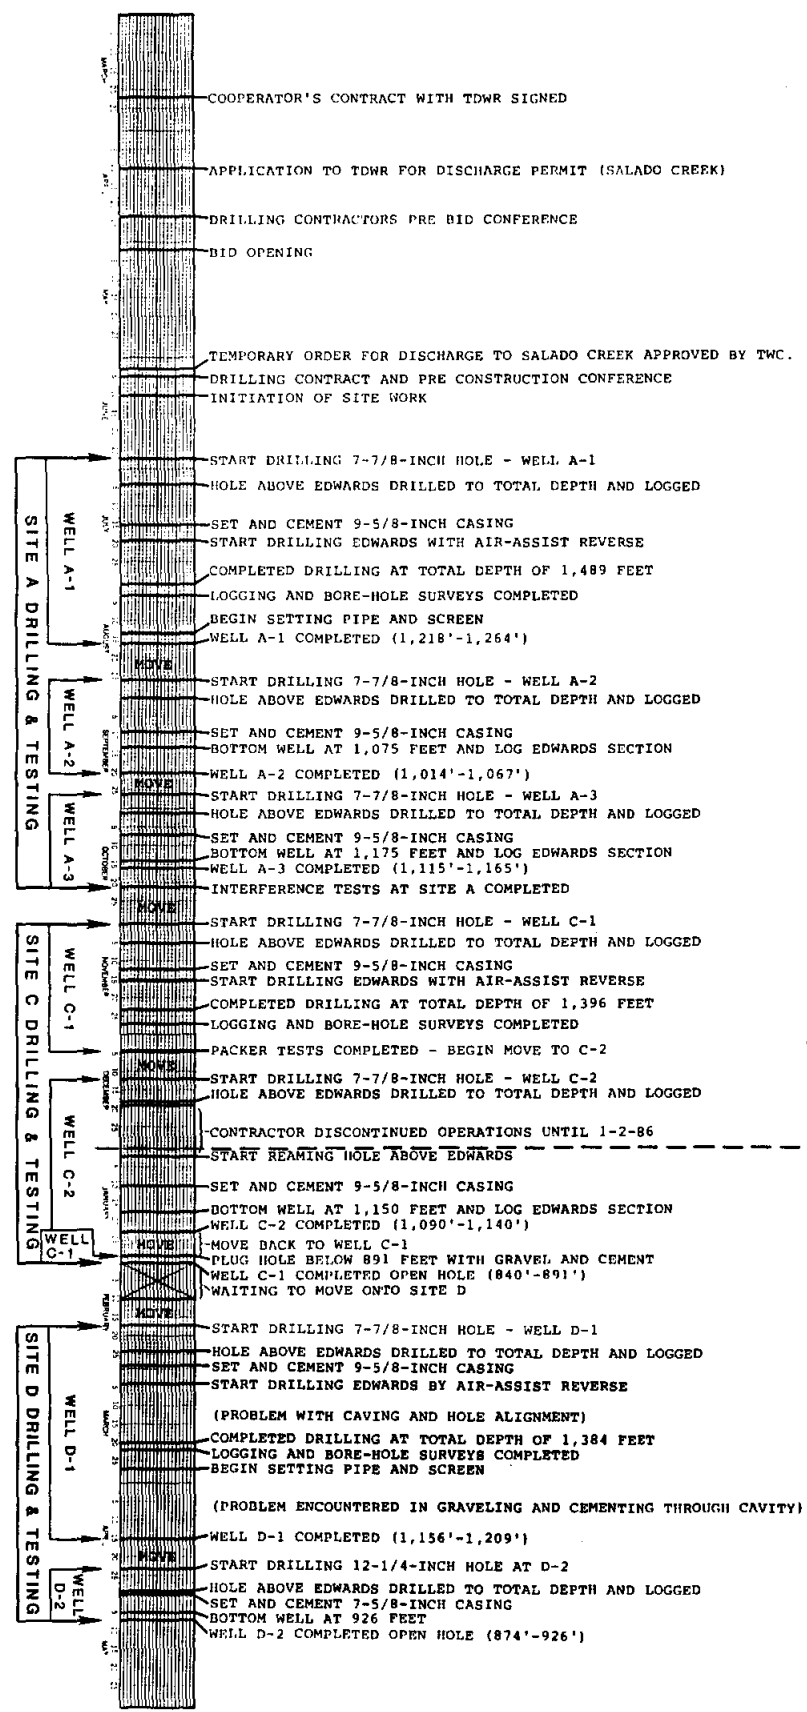 MARCH
COOPERATOR'S CONTRACT WITH TDWR SIGNED
APPLICATION TO TDWR FOR DISCHARGE PERMIT (SALADO CREEK)
DRILLING CONTRACTORS PRE BID CONFERENCE
BID OPENING
MAY
TEMPORARY ORDER FOR DISCHARGE TO SALADO CREEK APPROVED BY TWC.
DRILLING CONTRACT AND PRE CONSTRUCTION CONFERENCE
INITIATION OF SITE WORK
JUNE
SITE A DRILLING & TESTING
WELL A-1
START DRILLING 7-7/8-INCH HOLE - WELL A-1
HOLE ABOVE EDWARDS DRILLED TO TOTAL DEPTH AND LOGGED
JULY
SET AND CEMENT 9-5/8-INCH CASING
START DRILLING EDWARDS WITH AIR-ASSIST REVERSE
COMPLETED DRILLING AT TOTAL DEPTH OF 1,489 FEET
LOGGING AND BORE-HOLE SURVEYS COMPLETED
BEGIN SETTING PIPE AND SCREEN
AUGUST
WELL A-1 COMPLETED (1,218'-1,264')
MOVE
WELL A-2
START DRILLING 7-7/8-INCH HOLE - WELL A-2
HOLE ABOVE EDWARDS DRILLED TO TOTAL DEPTH AND LOGGED
SET AND CEMENT 9-5/8-INCH CASING
SEPTEMBER
BOTTOM WELL AT 1,075 FEET AND LOG EDWARDS SECTION
WELL A-2 COMPLETED (1,014'-1,067')
MOVE
WELL A-3
START DRILLING 7-7/8-INCH HOLE - WELL A-3
HOLE ABOVE EDWARDS DRILLED TO TOTAL DEPTH AND LOGGED
SET AND CEMENT 9-5/8-INCH CASING
OCTOBER
BOTTOM WELL AT 1,175 FEET AND LOG EDWARDS SECTION
WELL A-3 COMPLETED (1,115'-1,165')
INTERFERENCE TESTS AT SITE A COMPLETED
MOVE
SITE C DRILLING & TESTING
WELL C-1
START DRILLING 7-7/8-INCH HOLE - WELL C-1
HOLE ABOVE EDWARDS DRILLED TO TOTAL DEPTH AND LOGGED
NOVEMBER
SET AND CEMENT 9-5/8-INCH CASING
START DRILLING EDWARDS WITH AIR-ASSIST REVERSE
COMPLETED DRILLING AT TOTAL DEPTH OF 1,396 FEET
LOGGING AND BORE-HOLE SURVEYS COMPLETED
PACKER TESTS COMPLETED - BEGIN MOVE TO C-2
MOVE
WELL C-2
START DRILLING 7-7/8-INCH HOLE - WELL C-2
DECEMBER
HOLE ABOVE EDWARDS DRILLED TO TOTAL DEPTH AND LOGGED
CONTRACTOR DISCONTINUED OPERATIONS UNTIL 1-2-86
START REAMING HOLE ABOVE EDWARDS
JANUARY
SET AND CEMENT 9-5/8-INCH CASING
BOTTOM WELL AT 1,150 FEET AND LOG EDWARDS SECTION
WELL C-2 COMPLETED (1,090'-1,140')
WELL C-1
MOVE
MOVE BACK TO WELL C-1
PLUG HOLE BELOW 891 FEET WITH GRAVEL AND CEMENT
WELL C-1 COMPLETED OPEN HOLE (840'-891')
WAITING TO MOVE ONTO SITE D
FEBRUARY
MOVE
SITE D DRILLING & TESTING
WELL D-1
START DRILLING 7-7/8-INCH HOLE - WELL D-1
HOLE ABOVE EDWARDS DRILLED TO TOTAL DEPTH AND LOGGED
SET AND CEMENT 9-5/8-INCH CASING
START DRILLING EDWARDS BY AIR-ASSIST REVERSE
MARCH
(PROBLEM WITH CAVING AND HOLE ALIGNMENT)
COMPLETED DRILLING AT TOTAL DEPTH OF 1,384 FEET
LOGGING AND BORE-HOLE SURVEYS COMPLETED
BEGIN SETTING PIPE AND SCREEN
(PROBLEM ENCOUNTERED IN GRAVELING AND CEMENTING THROUGH CAVITY)
WELL D-1 COMPLETED (1,156'-1,209')
MOVE
WELL D-2
START DRILLING 12-1/4-INCH HOLE AT D-2
HOLE ABOVE EDWARDS DRILLED TO TOTAL DEPTH AND LOGGED
SET AND CEMENT 7-5/8-INCH CASING
BOTTOM WELL AT 926 FEET
WELL D-2 COMPLETED OPEN HOLE (874'-926')
MAY